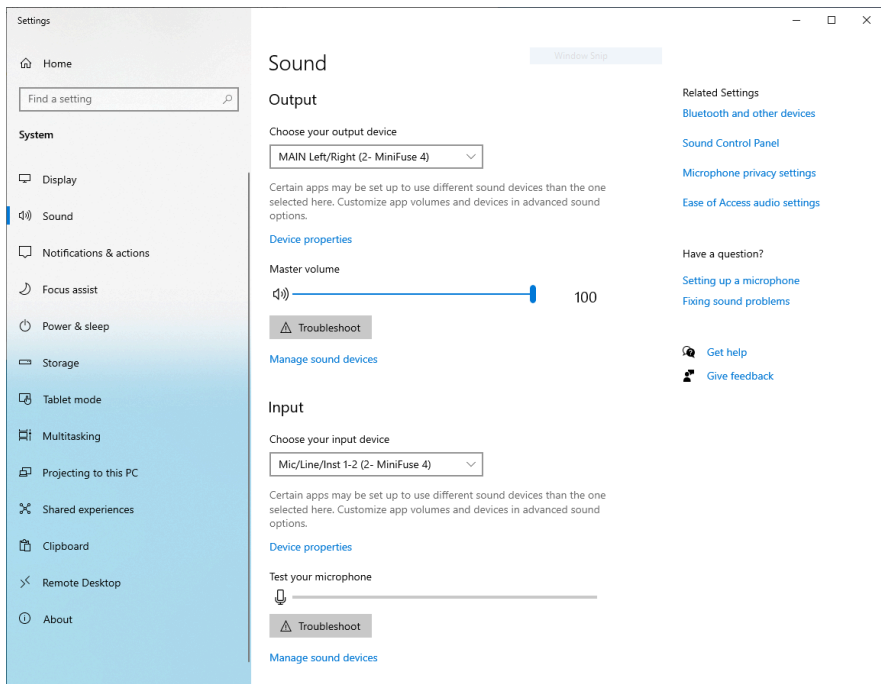 Settings
Home
Find a setting
System
Display
Sound
Notifications & actions
Focus assist
Power & sleep
Storage
Tablet mode
Multitasking
Projecting to this PC
Shared experiences
Clipboard
Remote Desktop
About
Sound
Window Snip
Output
Choose your output device
MAIN Left/Right (2- MiniFuse 4)
Certain apps may be set up to use different sound devices than the one
selected here. Customize app volumes and devices in advanced sound
options.
Device properties
Master volume
100
Troubleshoot
Manage sound devices
Input
Choose your input device
Mic/Line/Inst 1-2 (2- MiniFuse 4)
Certain apps may be set up to use different sound devices than the one
selected here. Customize app volumes and devices in advanced sound
options.
Device properties
Test your microphone
Troubleshoot
Manage sound devices
Related Settings
Bluetooth and other devices
Sound Control Panel
Microphone privacy settings
Ease of Access audio settings
Have a question?
Setting up a microphone
Fixing sound problems
Get help
Give feedback